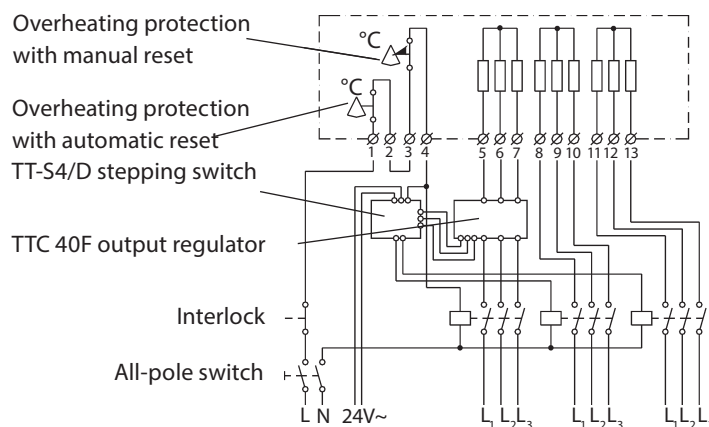 Overheating protection
with manual reset
°C
°C
Overheating protection
with automatic reset
1 2 3 4 5 6 7 8 9 10 11 12 13
TT-S4/D stepping switch
TTC 40F output regulator
Interlock
All-pole switch
L N 24V~ L1 L2 L3 L1 L2 L3 L1 L2 L